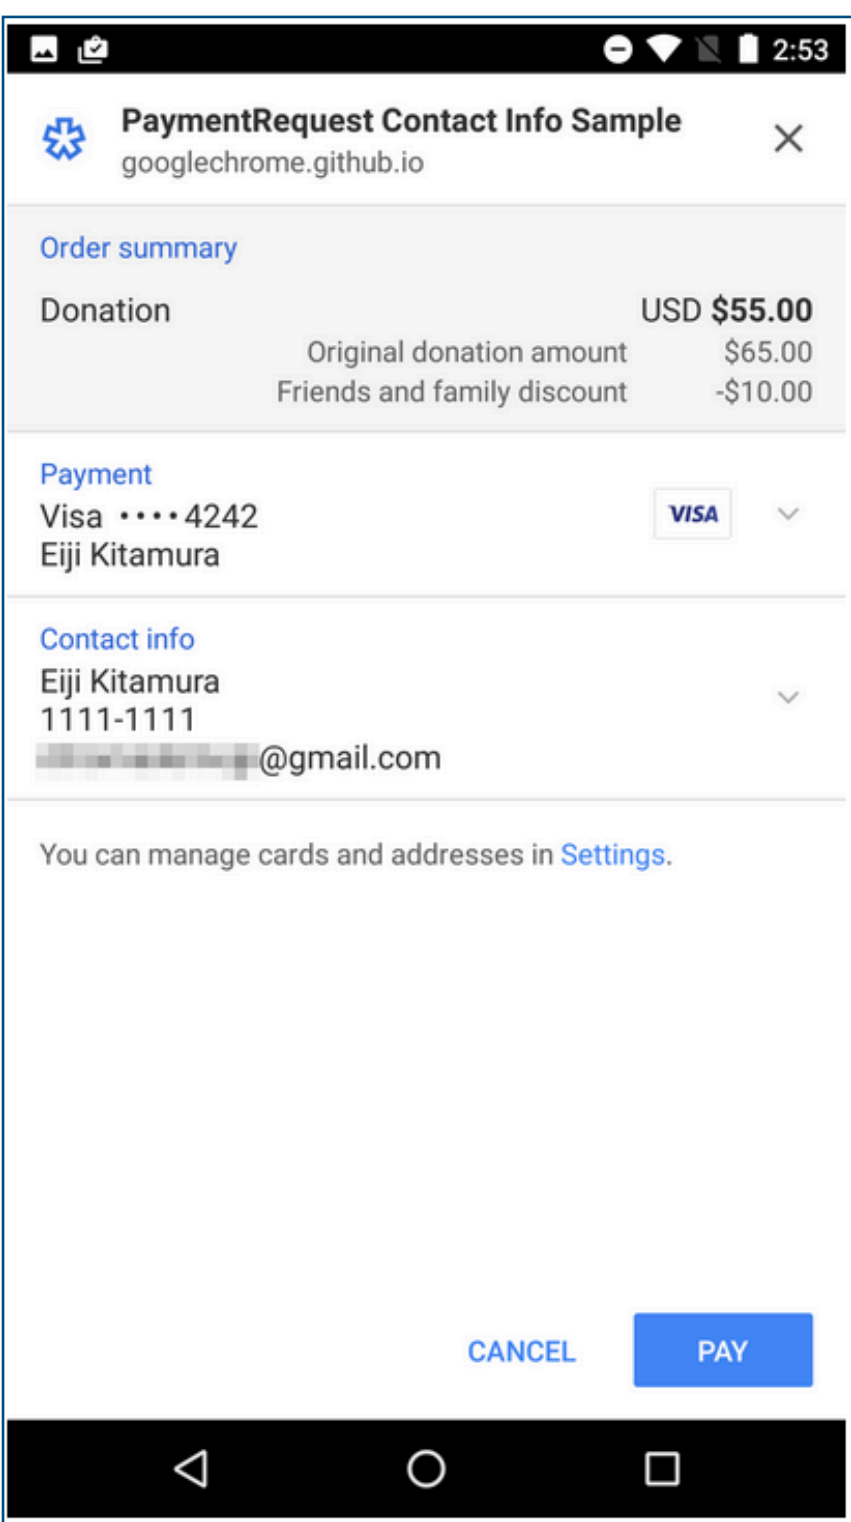 2:53
PaymentRequest Contact Info Sample
googlechrome.github.io
Order summary
Donation USD $55.00
Original donation amount $65.00
Friends and family discount -$10.00
Payment
Visa ････4242
VISA
Eiji Kitamura
Contact info
Eiji Kitamura
1111-1111
@gmail.com
You can manage cards and addresses in Settings.
CANCEL PAY